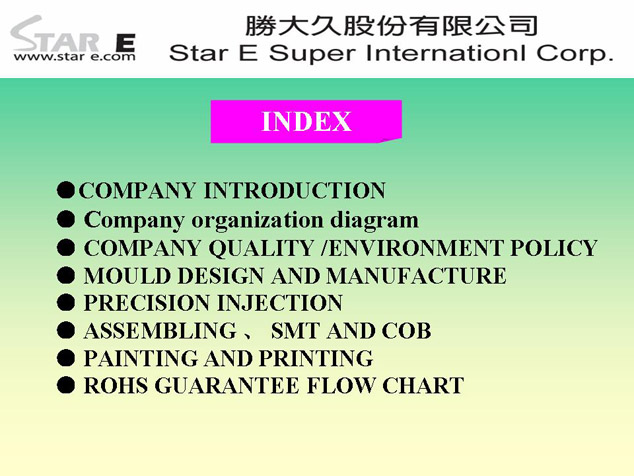 STAR E
www.star e.com
勝大久股份有限公司
Star E Super Internationl Corp.
INDEX
●COMPANY INTRODUCTION
● Company organization diagram
● COMPANY QUALITY /ENVIRONMENT POLICY
● MOULD DESIGN AND MANUFACTURE
● PRECISION INJECTION
● ASSEMBLING 、 SMT AND COB
● PAINTING AND PRINTING
● ROHS GUARANTEE FLOW CHART